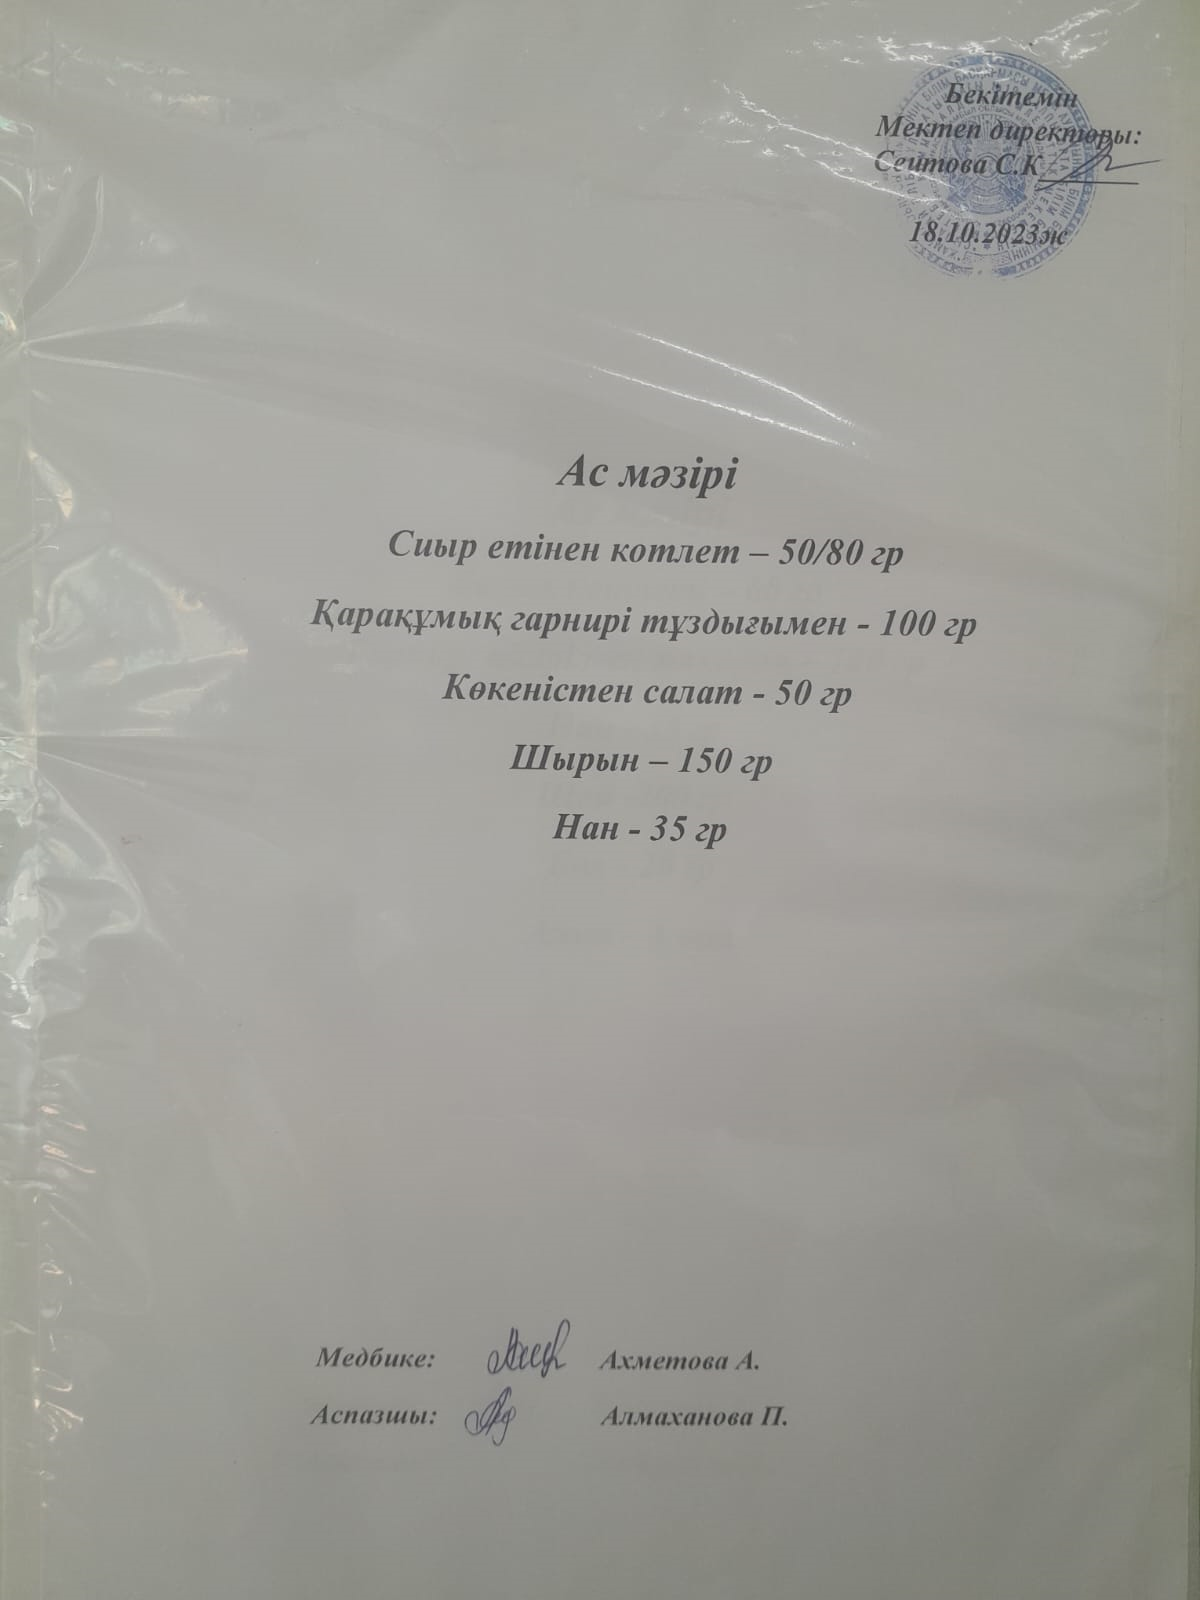 Бекітемін
Мектеп директоры:
Сеитова С.К
18.10.2023ж
Ас мәзірі
Сиыр етінен котлет – 50/80 гр
Қарақұмық гарнирі тұздығымен - 100 гр
Көкеністен салат - 50 гр
Шырын – 150 гр
Нан - 35 гр
Медбике: Ахметова А.
Аспазшы: Алмаханова П.